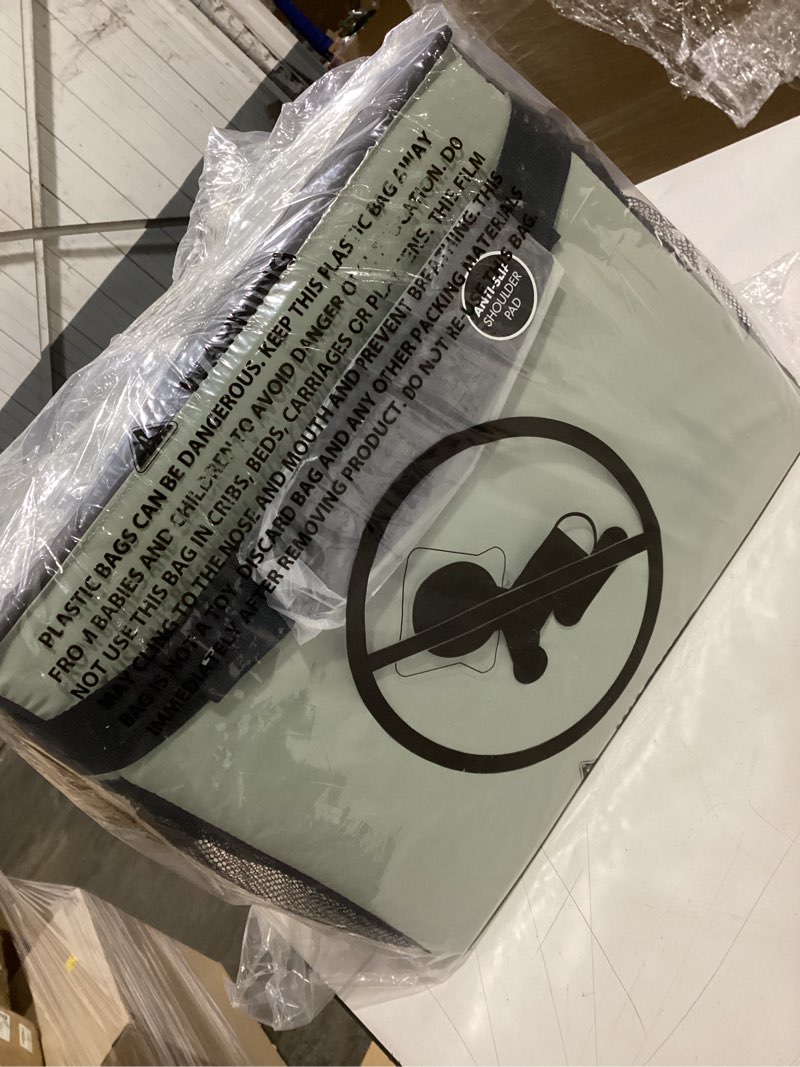 WARNING
PLASTIC BAGS CAN BE DANGEROUS. KEEP THIS PLASTIC BAG AWAY
FROM BABIES AND CHILDREN TO AVOID DANGER OF SUFFOCATION. DO
NOT USE THIS BAG IN CRIBS, BEDS, CARRIAGES OR PLAYPENS. THIS FILM
MAY CLING TO THE NOSE AND MOUTH AND PREVENT BREATHING. THIS
BAG IS NOT A TOY. DISCARD BAG AND ANY OTHER PACKING MATERIALS
IMMEDIATELY AFTER REMOVING PRODUCT. DO NOT RE-USE THIS BAG.
ANTI-SLIP
SHOULDER
PAD